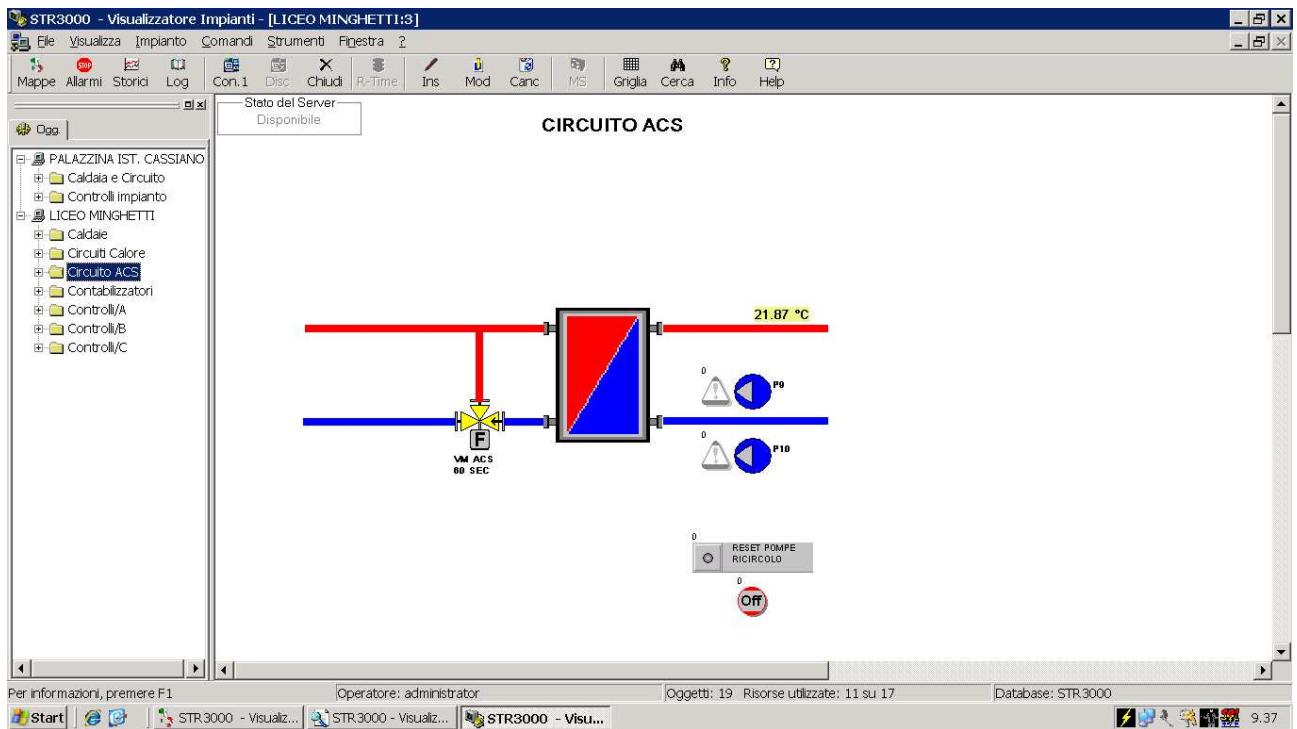 STR3000 - Visualizzatore Impianti - [LICEO MINGHETTI:3]
File Visualizza Impianto Comandi Strumenti Finestra ?
Mappe Allarmi Storici Log Con.1 Disc Chiudi R-Time Ins Mod Canc MS Griglia Cerca Info Help
Ogg.
PALAZZINA IST. CASSIANO
Caldaia e Circuito
Controlli impianto
LICEO MINGHETTI
Caldaie
Circuiti Calore
Circuito ACS
Contabilizzatori
Controlli/A
Controlli/B
Controlli/C
Stato del Server
Disponibile
CIRCUITO ACS
21.87 °C
0
P9
0
P10
F
VM ACS
60 SEC
0
RESET POMPE
RICIRCOLO
0
Off
Per informazioni, premere F1 Operatore: administrator Oggetti: 19 Risorse utilizzate: 11 su 17 Database: STR3000
Start STR3000 - Visualiz... STR3000 - Visualiz... STR3000 - Visu... 9.37